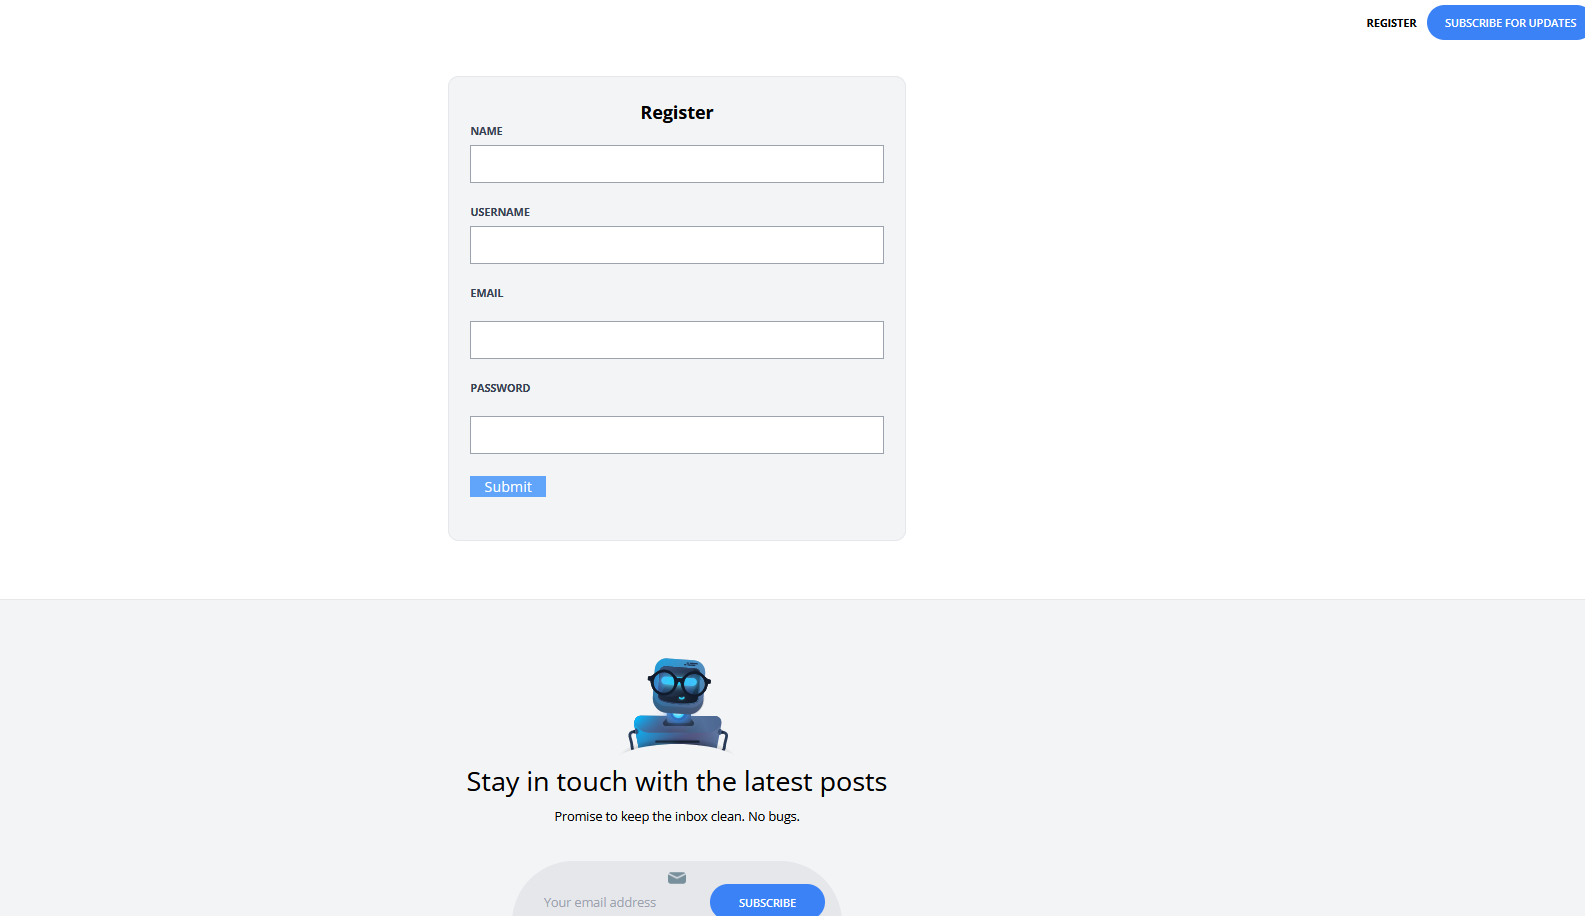 REGISTER
SUBSCRIBE FOR UPDATES
Register
NAME
USERNAME
EMAIL
PASSWORD
Submit
Stay in touch with the latest posts
Promise to keep the inbox clean. No bugs.
Your email address
SUBSCRIBE